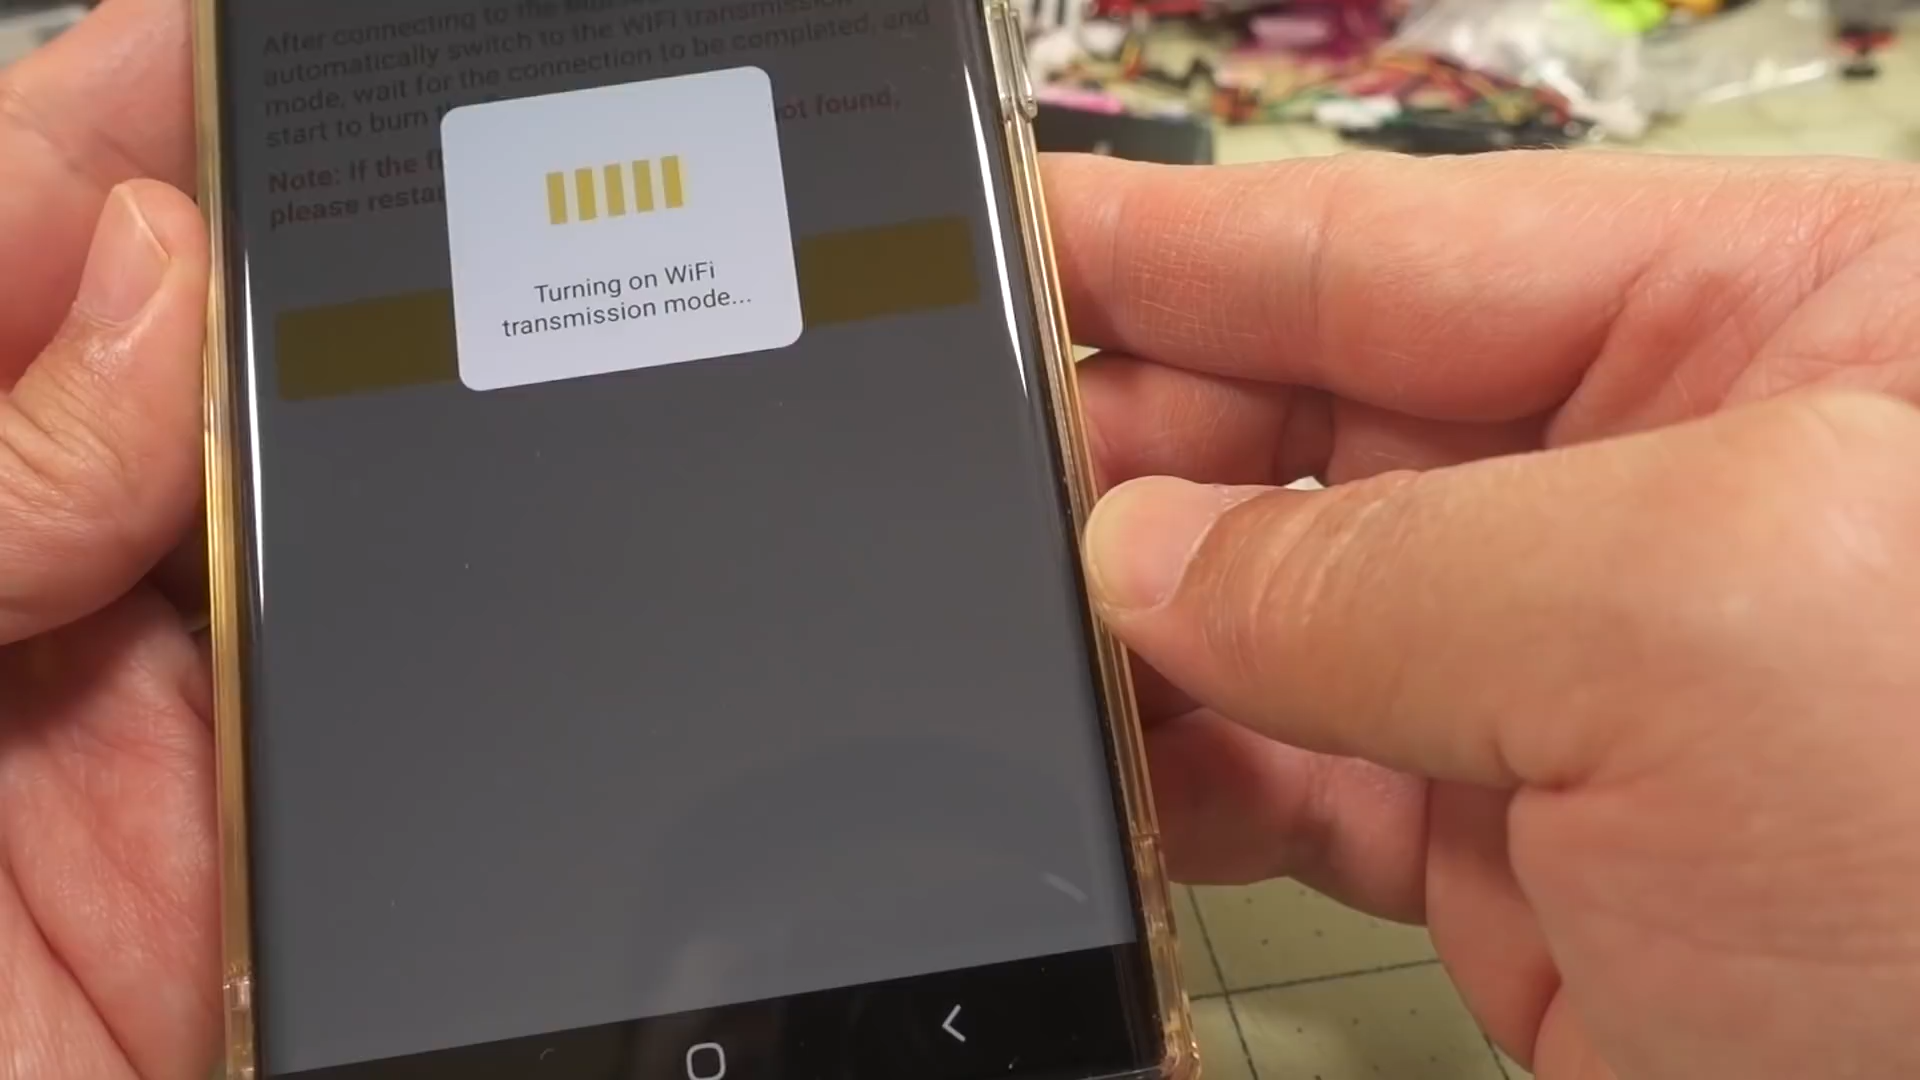 After connecting to the
automatically switch to the WiFi transmission
mode, wait for the connection to be completed, and
start to burn
ot found,
Note: If the
please restar
Turning on WiFi
transmission mode...